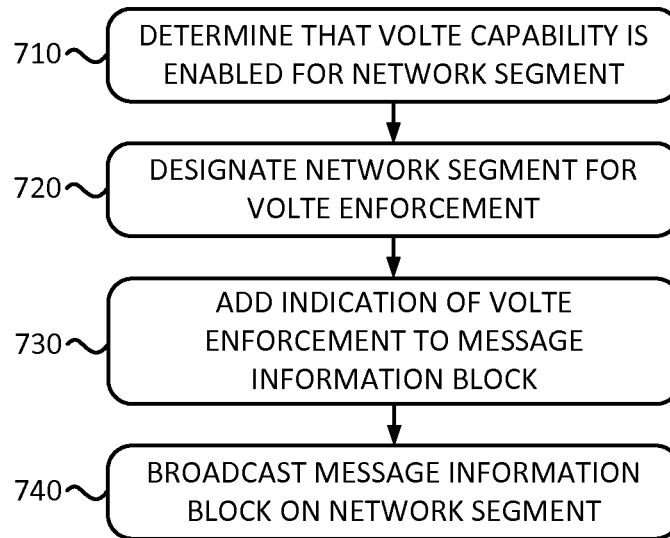 710
DETERMINE THAT VOLTE CAPABILITY IS
ENABLED FOR NETWORK SEGMENT
720
DESIGNATE NETWORK SEGMENT FOR
VOLTE ENFORCEMENT
730
ADD INDICATION OF VOLTE
ENFORCEMENT TO MESSAGE
INFORMATION BLOCK
740
BROADCAST MESSAGE INFORMATION
BLOCK ON NETWORK SEGMENT